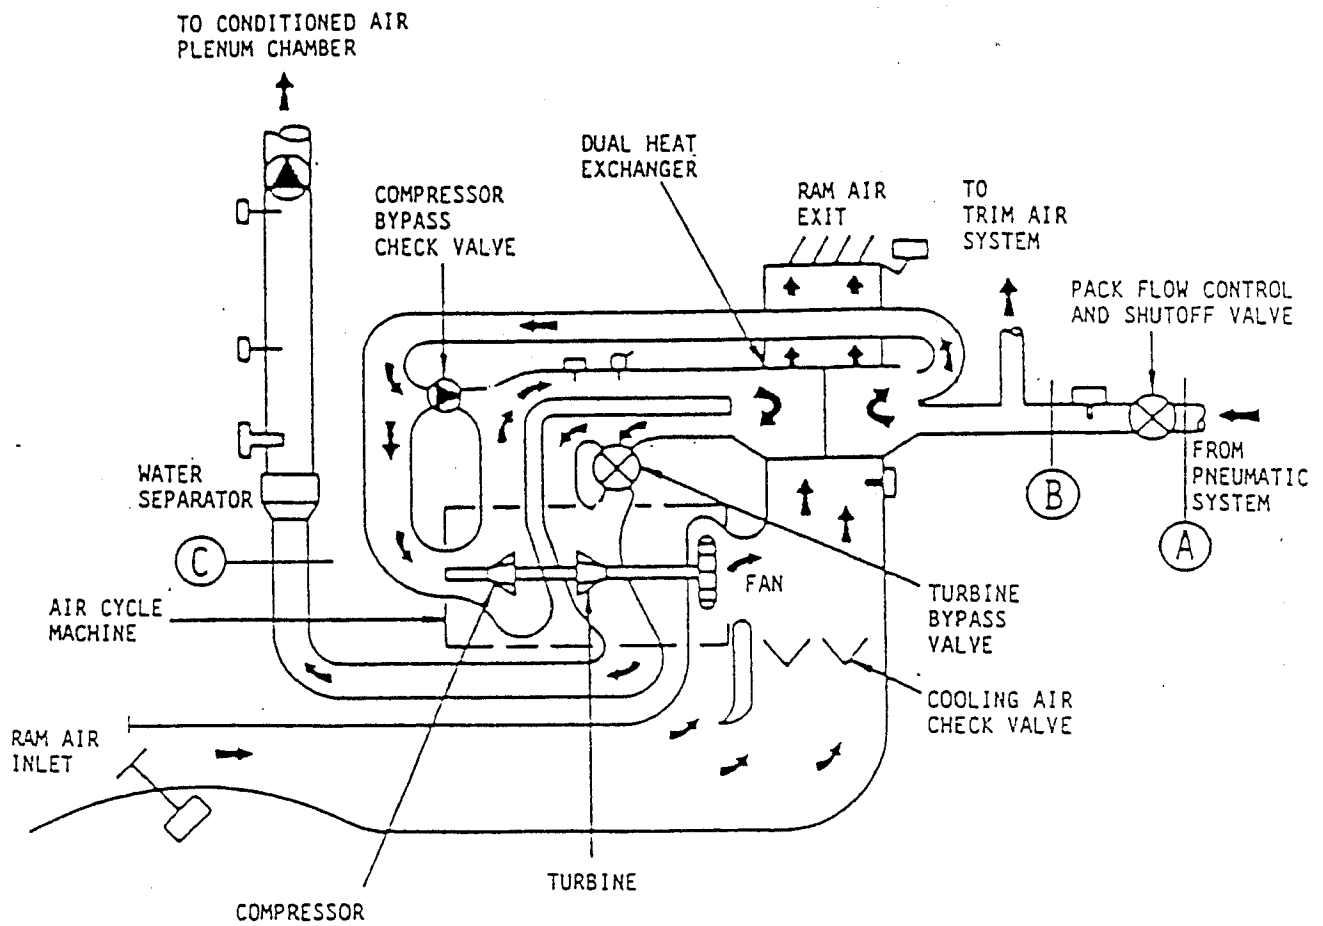 TO CONDITIONED AIR
PLENUM CHAMBER
DUAL HEAT
EXCHANGER
COMPRESSOR
BYPASS
CHECK VALVE
RAM AIR
EXIT
TO
TRIM AIR
SYSTEM
PACK FLOW CONTROL
AND SHUTOFF VALVE
FROM
PNEUMATIC
SYSTEM
WATER
SEPARATOR
B
A
C
FAN
AIR CYCLE
MACHINE
TURBINE
BYPASS
VALVE
COOLING AIR
CHECK VALVE
RAM AIR
INLET
TURBINE
COMPRESSOR